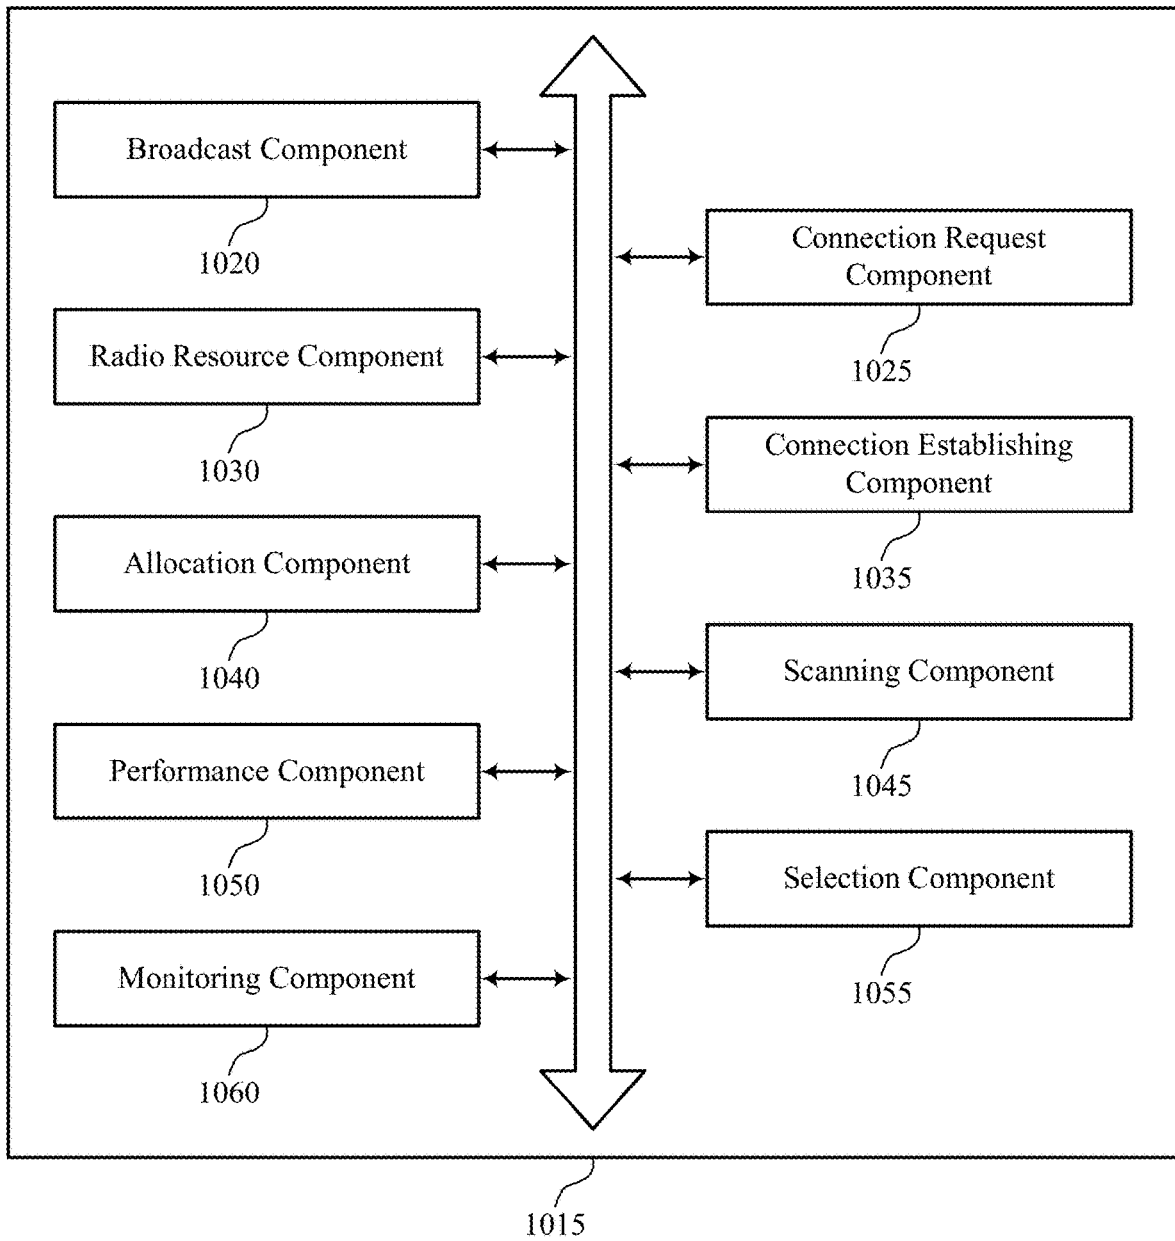 Broadcast Component
1020
Connection Request
Component
1025
Radio Resource Component
1030
Connection Establishing
Component
1035
Allocation Component
1040
Scanning Component
1045
Performance Component
1050
Selection Component
1055
Monitoring Component
1060
1015